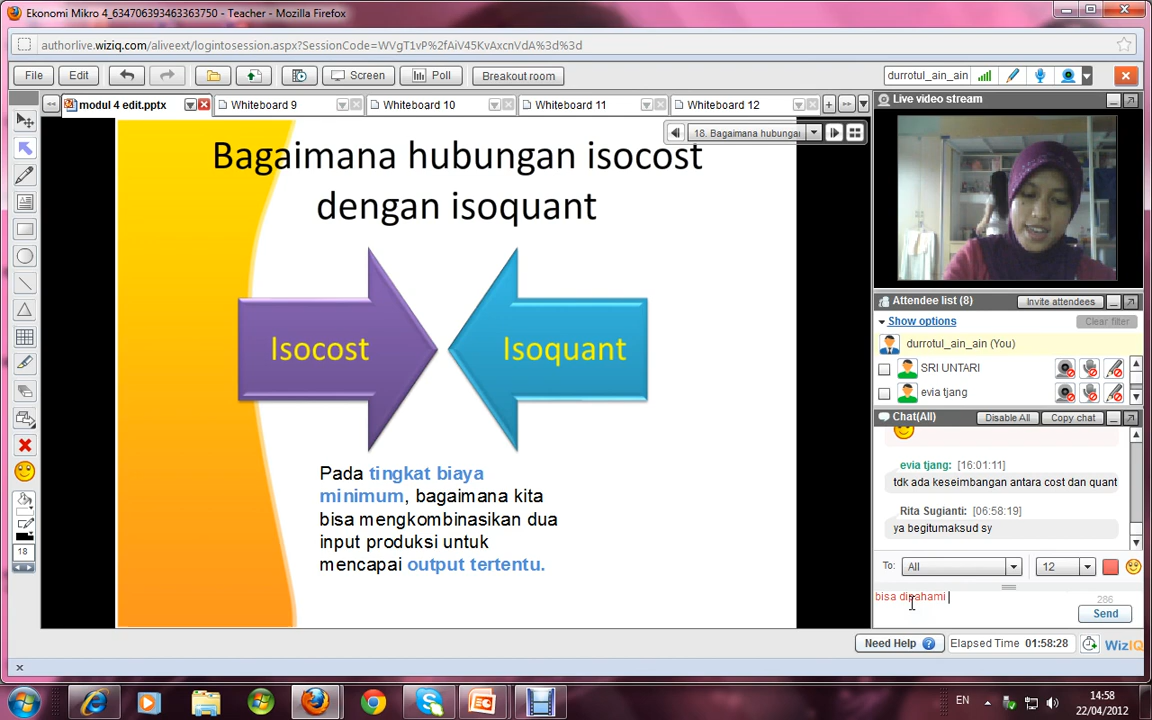 Ekonomi Mikro 4_634706393463363750 - Teacher - Mozilla Firefox
authorlive.wiziq.com/aliveext/logintosession.aspx?SessionCode=WVgT1vP%2fAiV45KvAxcnVdA%3d%3d
File Edit Screen Poll Breakout room durrotul_ain_ain
modul 4 edit.pptx Whiteboard 9 Whiteboard 10 Whiteboard 11 Whiteboard 12
18. Bagaimana hubungan
Bagaimana hubungan isocost
dengan isoquant
Isocost Isoquant
Pada tingkat biaya
minimum, bagaimana kita
bisa mengkombinasikan dua
input produksi untuk
mencapai output tertentu.
18
Live video stream
Attendee list (8) Invite attendees
Show options Clear filter
durrotul_ain_ain (You)
SRI UNTARI
evia tjang
Chat(All) Disable All Copy chat
evia tjang: [16:01:11]
tdk ada keseimbangan antara cost dan quant
Rita Sugianti: [06:58:19]
ya begitumaksud sy
To: All 12
bisa dipahami
286
Send
Need Help ? Elapsed Time 01:58:28 WizIQ
EN
14:58
22/04/2012